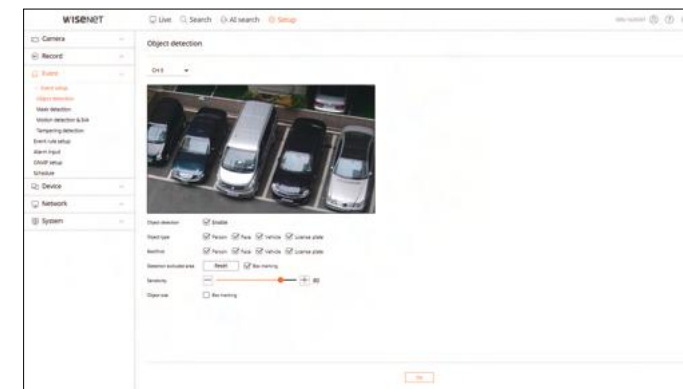 WISENET
Live Search AI search Setup
Camera
Record
Event
Event setup
Object detection
Mask detection
Motion detection & IVA
Tampering detection
Event rule setup
Alarm input
ONVIF setup
Schedule
Device
Network
System
Object detection
CH 5
Object detection Enable
Object type Person Face Vehicle License plate
BestShot Person Face Vehicle License plate
Detection excluded area Reset Box marking
Sensitivity 80
Object size Box marking
OK